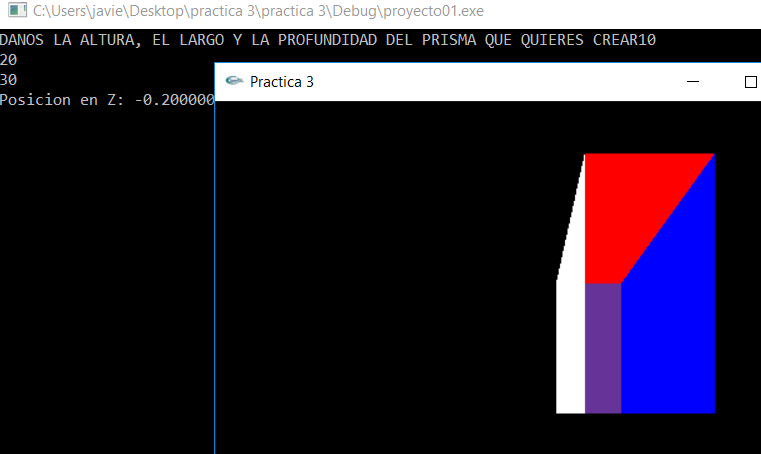 C:\Users\javie\Desktop\practica 3\practica 3\Debug\proyecto01.exe
DANOS LA ALTURA, EL LARGO Y LA PROFUNDIDAD DEL PRISMA QUE QUIERES CREAR10
20
30
Practica 3
Posicion en Z: -0.200000